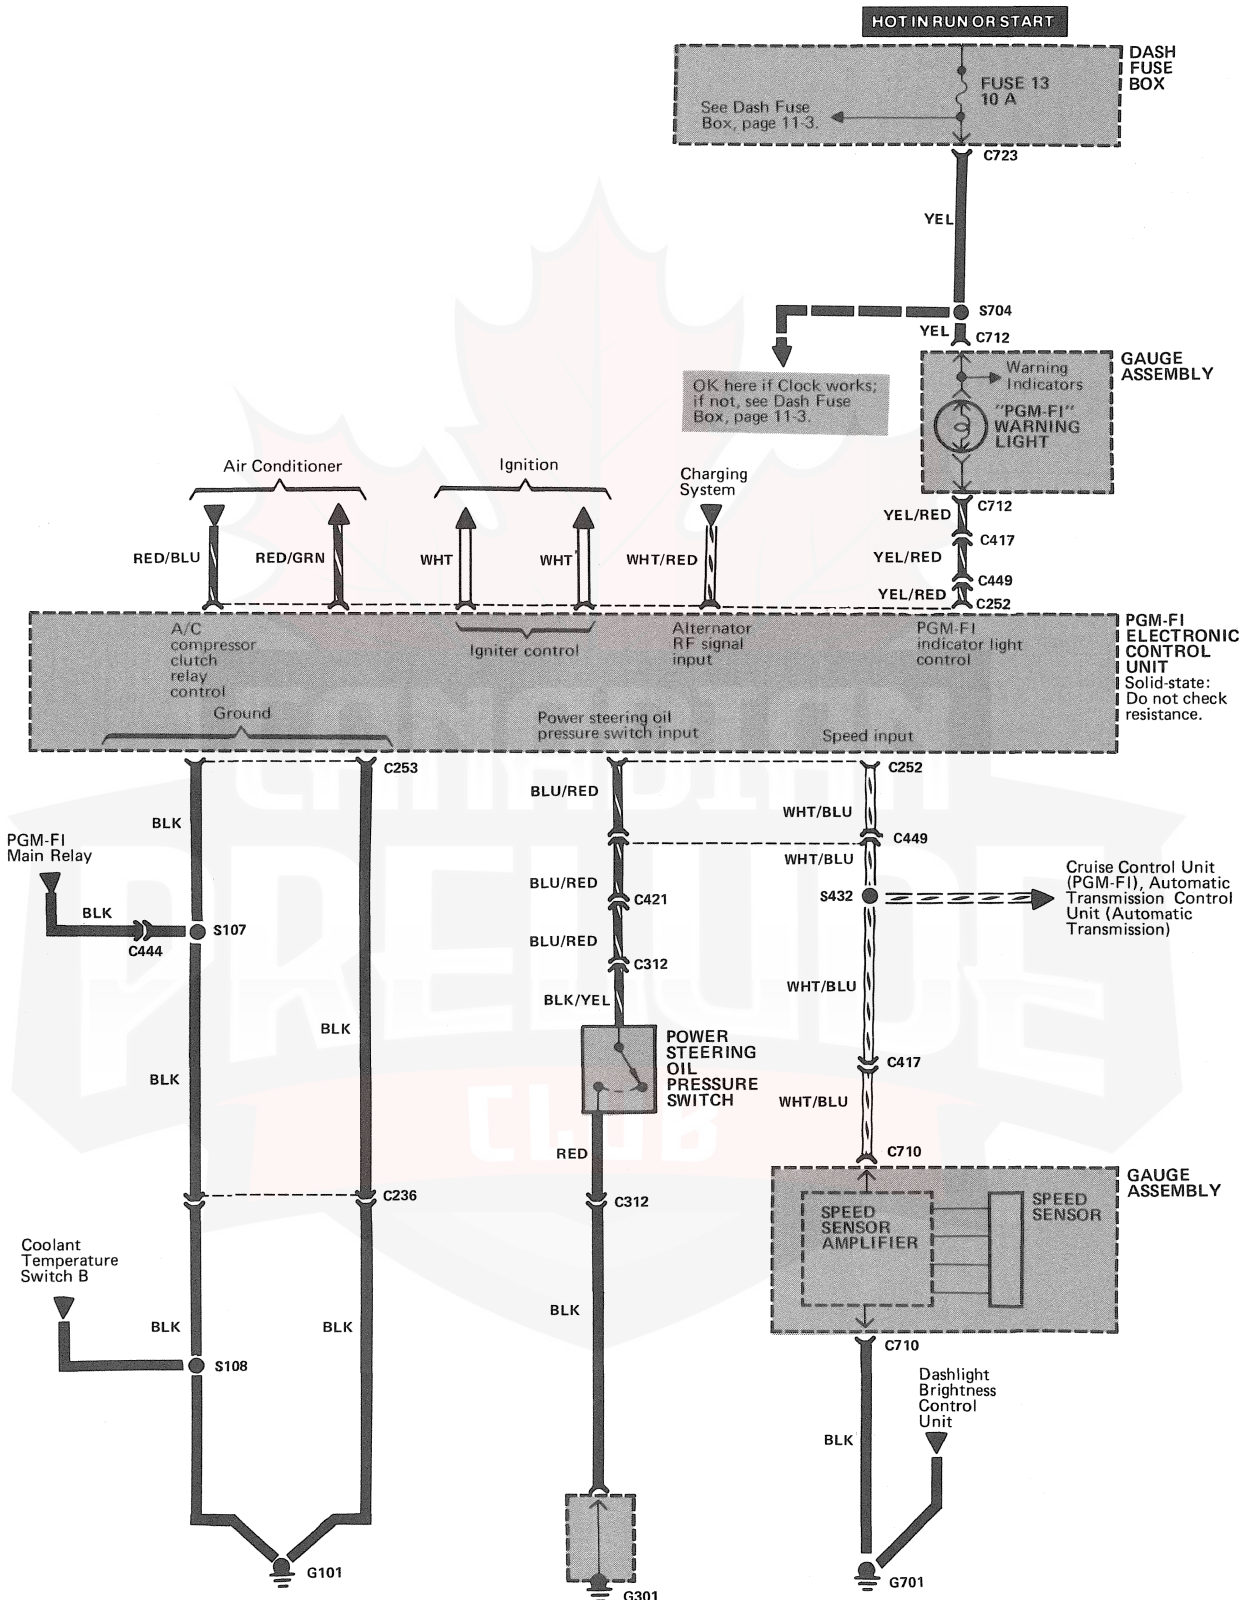 HOT IN RUN OR START
DASH
FUSE
BOX
FUSE 13
10 A
See Dash Fuse
Box, page 11-3.
C723
YEL
S704
YEL
C712
GAUGE
ASSEMBLY
Warning
Indicators
"PGM-FI"
WARNING
LIGHT
OK here if Clock works;
if not, see Dash Fuse
Box, page 11-3.
Air Conditioner
Ignition
Charging
System
C712
YEL/RED
C417
RED/BLU
RED/GRN
WHT
WHT
WHT/RED
YEL/RED
C449
YEL/RED
C252
PGM-FI
ELECTRONIC
CONTROL
UNIT
Solid-state:
Do not check
resistance.
A/C
compressor
clutch
relay
control
Igniter control
Alternator
RF signal
input
PGM-FI
indicator light
control
Ground
Power steering oil
pressure switch input
Speed input
C253
C252
BLU/RED
WHT/BLU
BLK
C449
PGM-FI
Main Relay
WHT/BLU
BLU/RED
C421
S432
Cruise Control Unit
(PGM-FI), Automatic
Transmission Control
Unit (Automatic
Transmission)
BLK
S107
C444
BLU/RED
C312
WHT/BLU
BLK/YEL
BLK
POWER
STEERING
OIL
PRESSURE
SWITCH
C417
BLK
WHT/BLU
RED
C710
C236
C312
GAUGE
ASSEMBLY
SPEED
SENSOR
AMPLIFIER
SPEED
SENSOR
Coolant
Temperature
Switch B
BLK
BLK
BLK
C710
S108
Dashlight
Brightness
Control
Unit
BLK
G101
G301
G701
CANADIAN
PRELUDE
CLUB